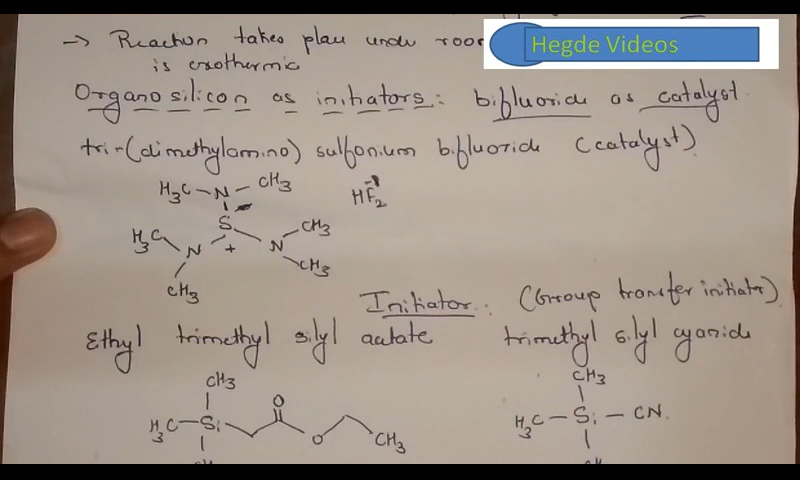 → Reaction takes place under room
is exothermic
Hegde Videos
Organosilicon as initiators: bifluoride as catalyst
tris-(dimethylamino) sulfonium bifluoride (catalyst)
H3C - N - CH3
HF2-
S
+
H3C
N
CH3
N
CH3
CH3
Initiator: (Group transfer initiator)
Ethyl trimethyl silyl acetate trimethyl silyl cyanide
CH3
H3C - Si
O
O
CH3
CH3
H3C - Si - CN